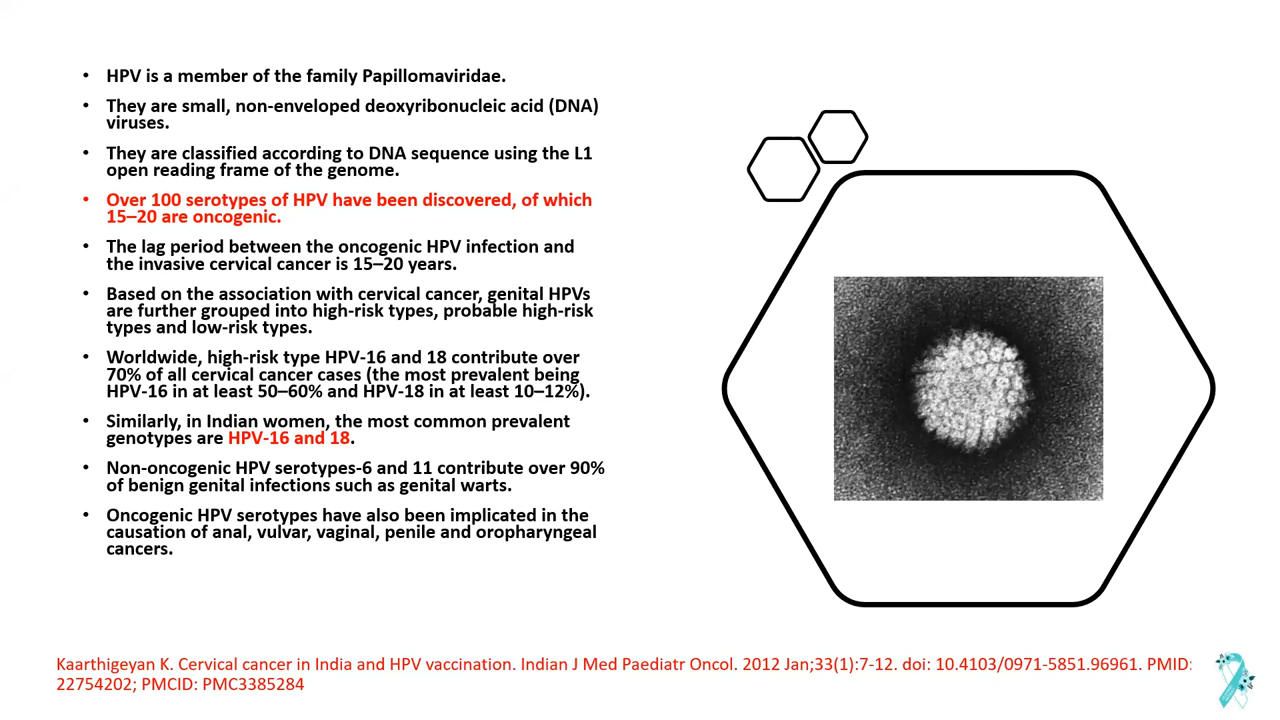 • HPV is a member of the family Papillomaviridae.
• They are small, non-enveloped deoxyribonucleic acid (DNA)
viruses.
• They are classified according to DNA sequence using the L1
open reading frame of the genome.
• Over 100 serotypes of HPV have been discovered, of which
15–20 are oncogenic.
• The lag period between the oncogenic HPV infection and
the invasive cervical cancer is 15–20 years.
• Based on the association with cervical cancer, genital HPVs
are further grouped into high-risk types, probable high-risk
types and low-risk types.
• Worldwide, high-risk type HPV-16 and 18 contribute over
70% of all cervical cancer cases (the most prevalent being
HPV-16 in at least 50–60% and HPV-18 in at least 10–12%).
• Similarly, in Indian women, the most common prevalent
genotypes are HPV-16 and 18.
• Non-oncogenic HPV serotypes-6 and 11 contribute over 90%
of benign genital infections such as genital warts.
• Oncogenic HPV serotypes have also been implicated in the
causation of anal, vulvar, vaginal, penile and oropharyngeal
cancers.
Kaarthigeyan K. Cervical cancer in India and HPV vaccination. Indian J Med Paediatr Oncol. 2012 Jan;33(1):7-12. doi: 10.4103/0971-5851.96961. PMID:
22754202; PMCID: PMC3385284